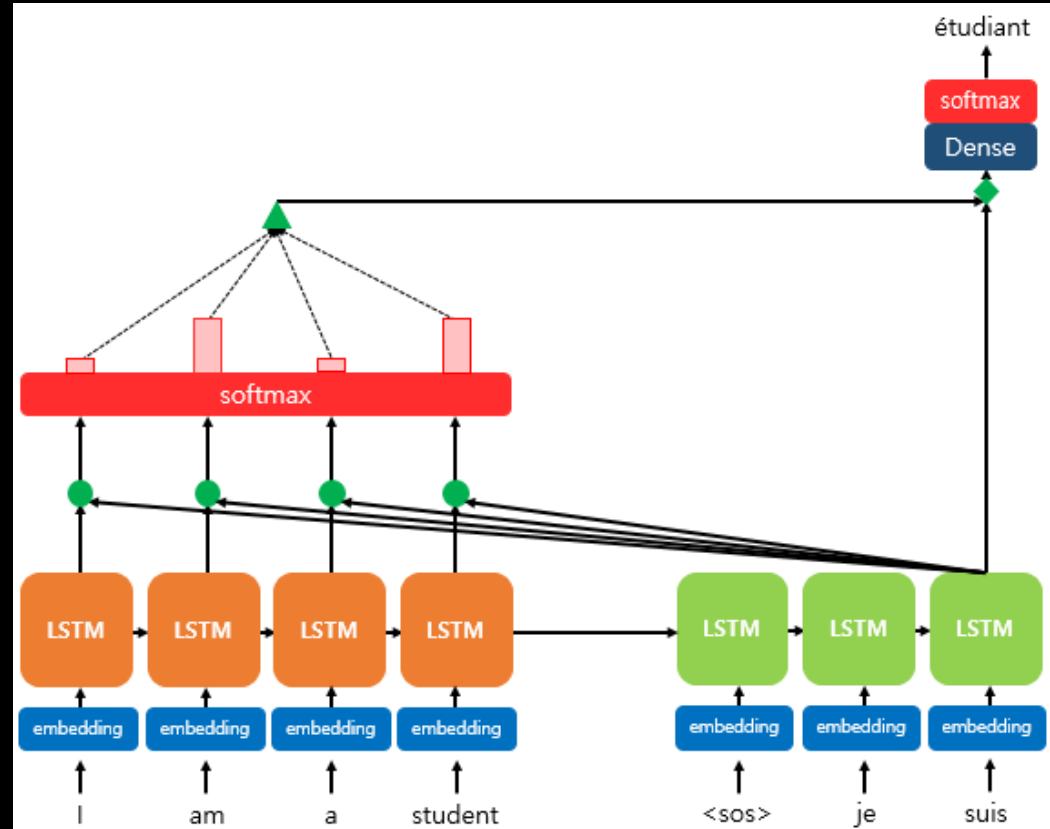 étudiant
softmax
Dense
softmax
LSTM LSTM LSTM LSTM LSTM LSTM LSTM
embedding embedding embedding embedding embedding embedding embedding
I am a student <sos> je suis